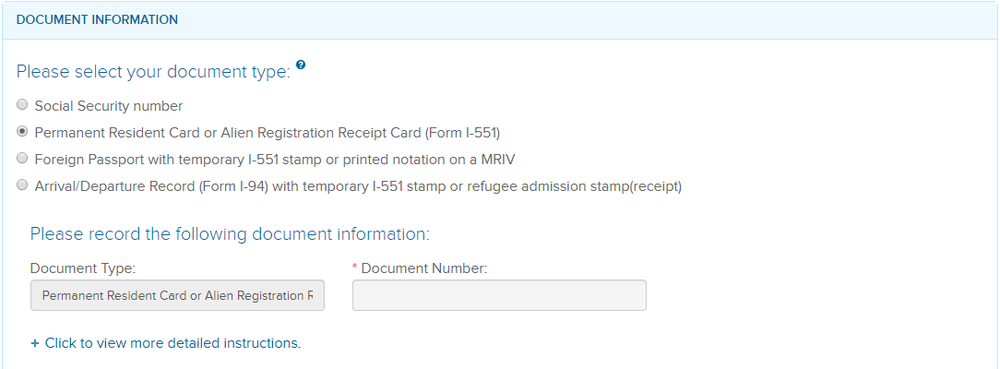 DOCUMENT INFORMATION
Please select your document type: ?
Social Security number
Permanent Resident Card or Alien Registration Receipt Card (Form I-551)
Foreign Passport with temporary I-551 stamp or printed notation on a MRIV
Arrival/Departure Record (Form I-94) with temporary I-551 stamp or refugee admission stamp(receipt)
Please record the following document information:
Document Type: * Document Number:
Permanent Resident Card or Alien Registration R
+ Click to view more detailed instructions.